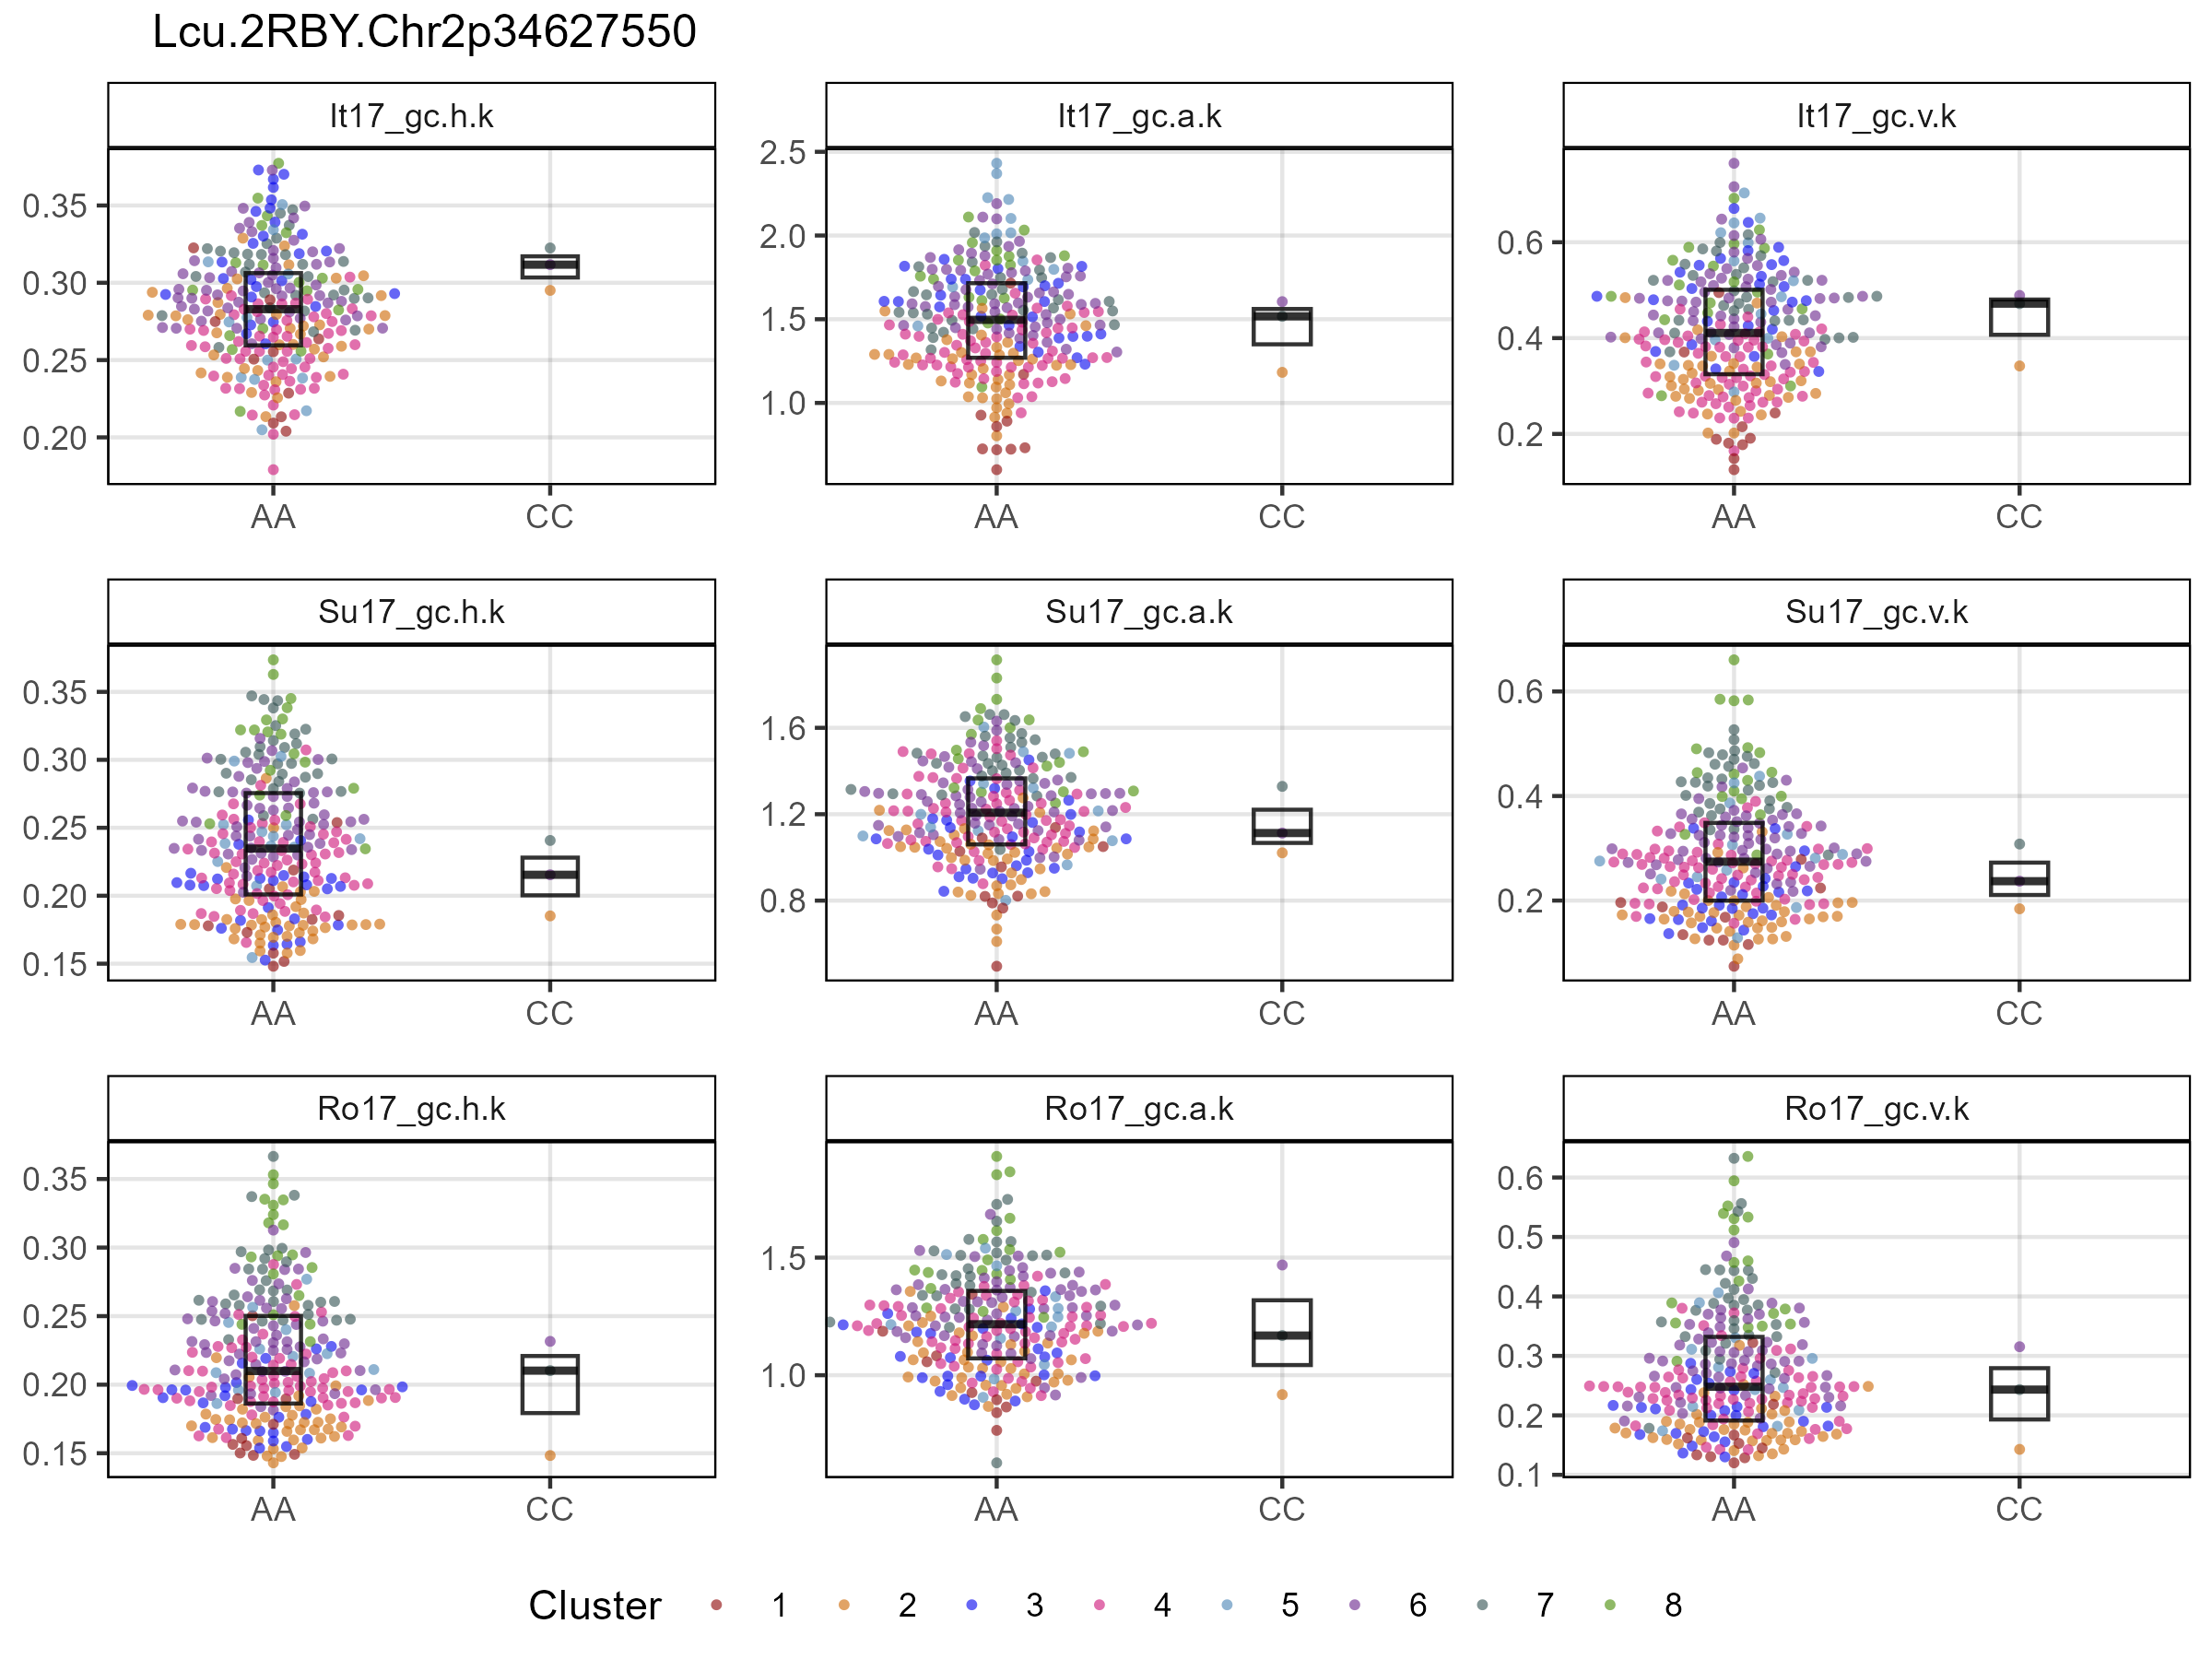 Lcu.2RBY.Chr2p34627550
It17_gc.h.k
It17_gc.a.k
It17_gc.v.k
0.35
0.30
0.25
0.20
AA CC
2.5
2.0
1.5
1.0
AA CC
0.6
0.4
0.2
AA CC
Su17_gc.h.k
Su17_gc.a.k
Su17_gc.v.k
0.35
0.30
0.25
0.20
0.15
AA CC
1.6
1.2
0.8
AA CC
0.6
0.4
0.2
AA CC
Ro17_gc.h.k
Ro17_gc.a.k
Ro17_gc.v.k
0.35
0.30
0.25
0.20
0.15
AA CC
1.5
1.0
AA CC
0.6
0.5
0.4
0.3
0.2
0.1
AA CC
Cluster 1 2 3 4 5 6 7 8